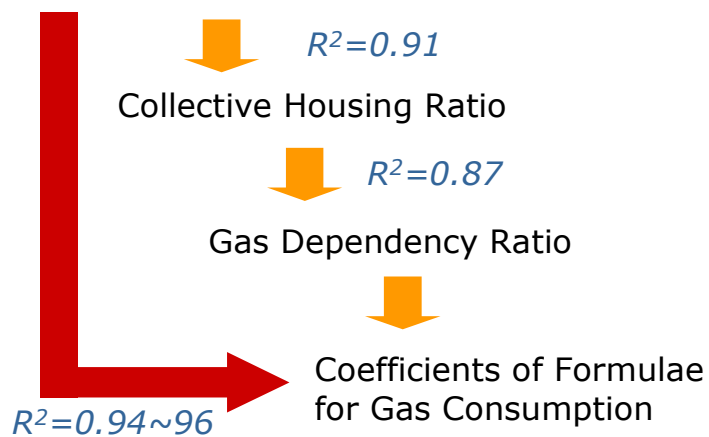 R²=0.91
Collective Housing Ratio
R²=0.87
Gas Dependency Ratio
Coefficients of Formulae
for Gas Consumption
R²=0.94~96